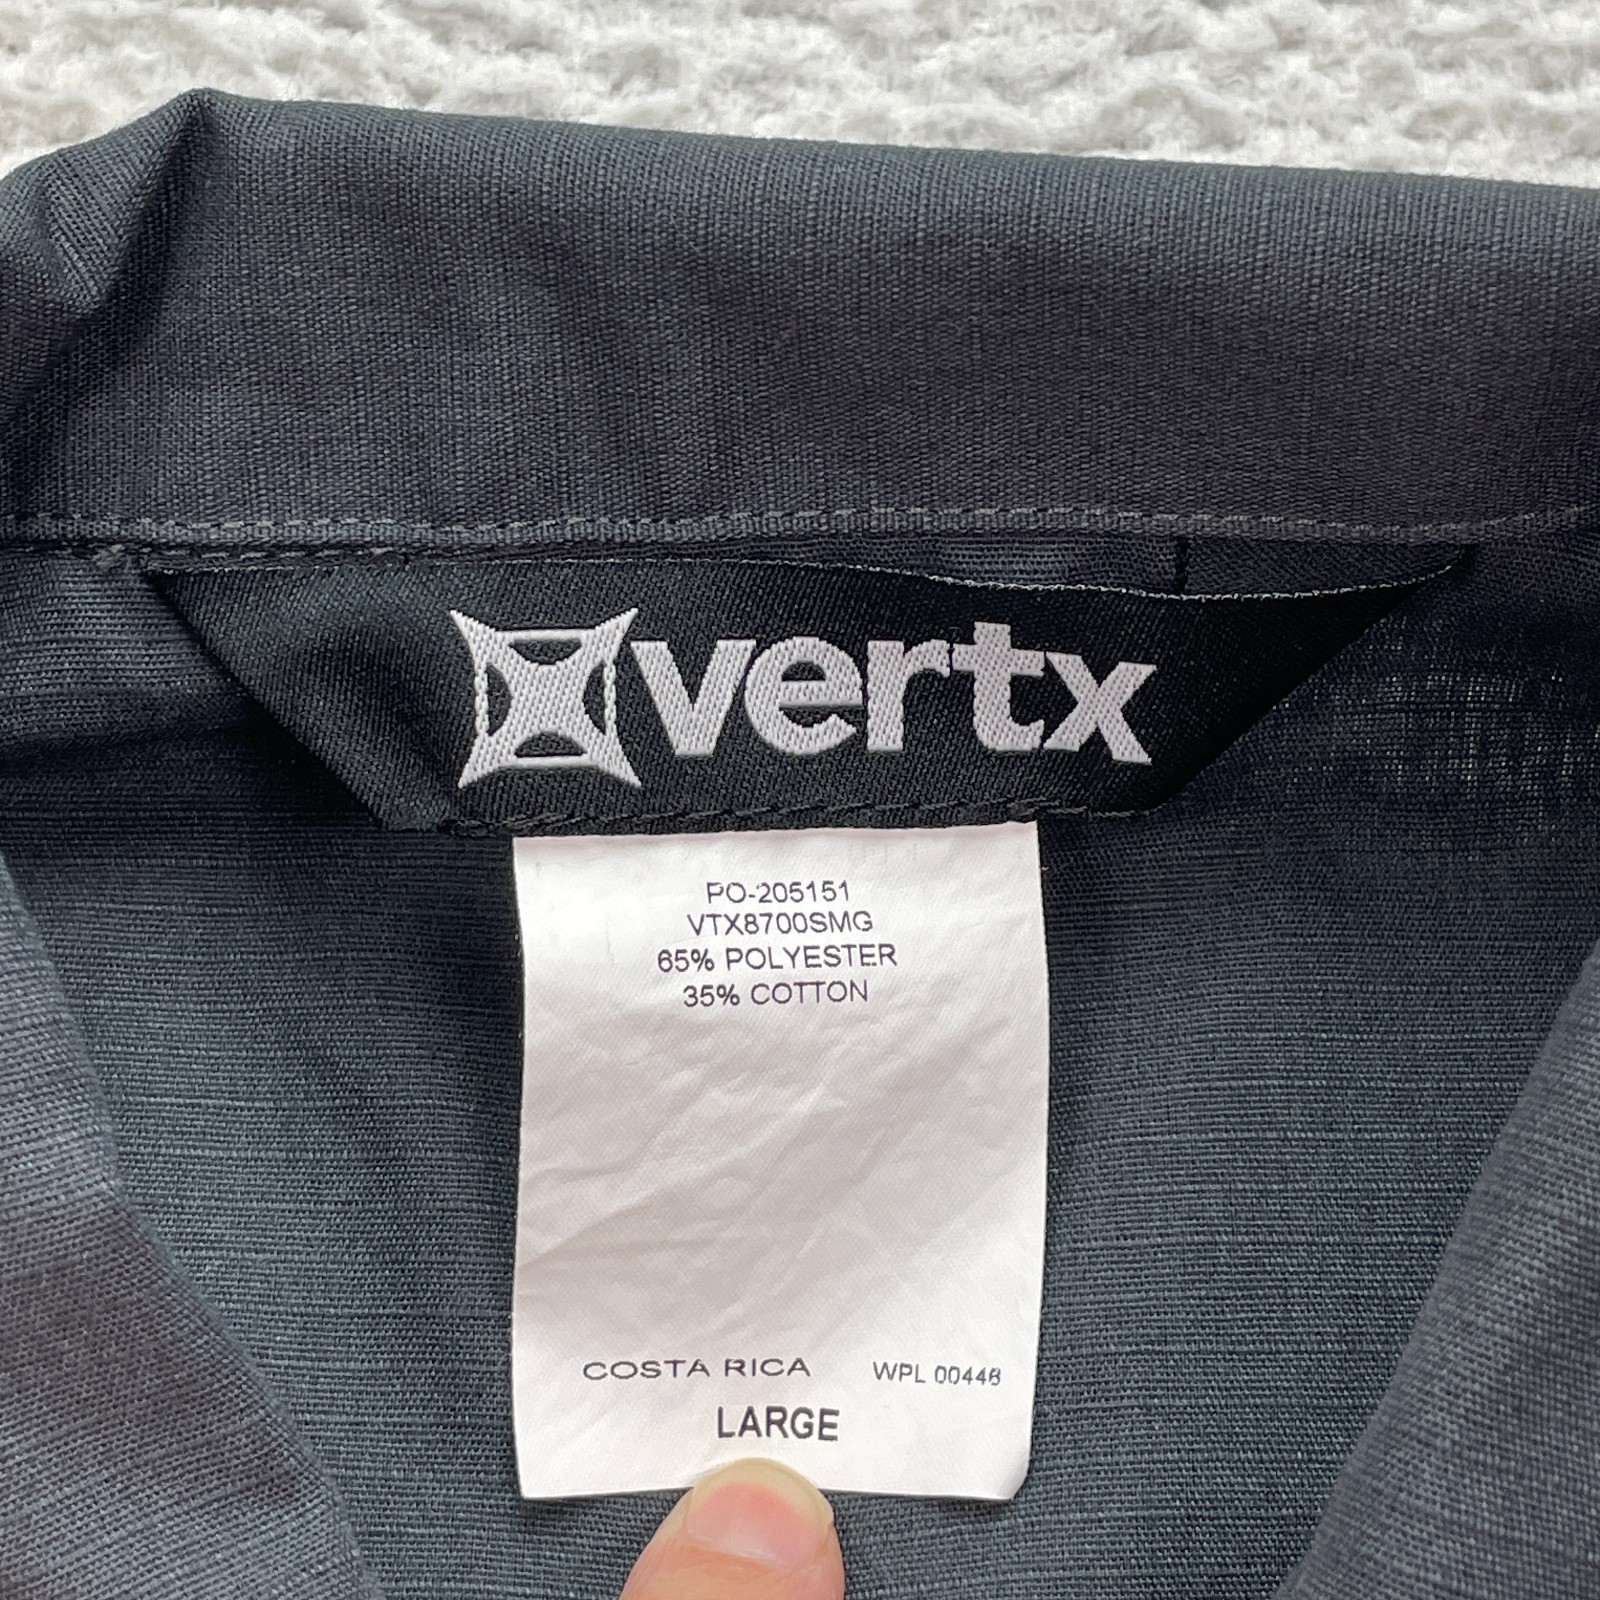 vertx
PO-205151
VTX8700SMG
65% POLYESTER
35% COTTON
COSTA RICA WPL 00448
LARGE